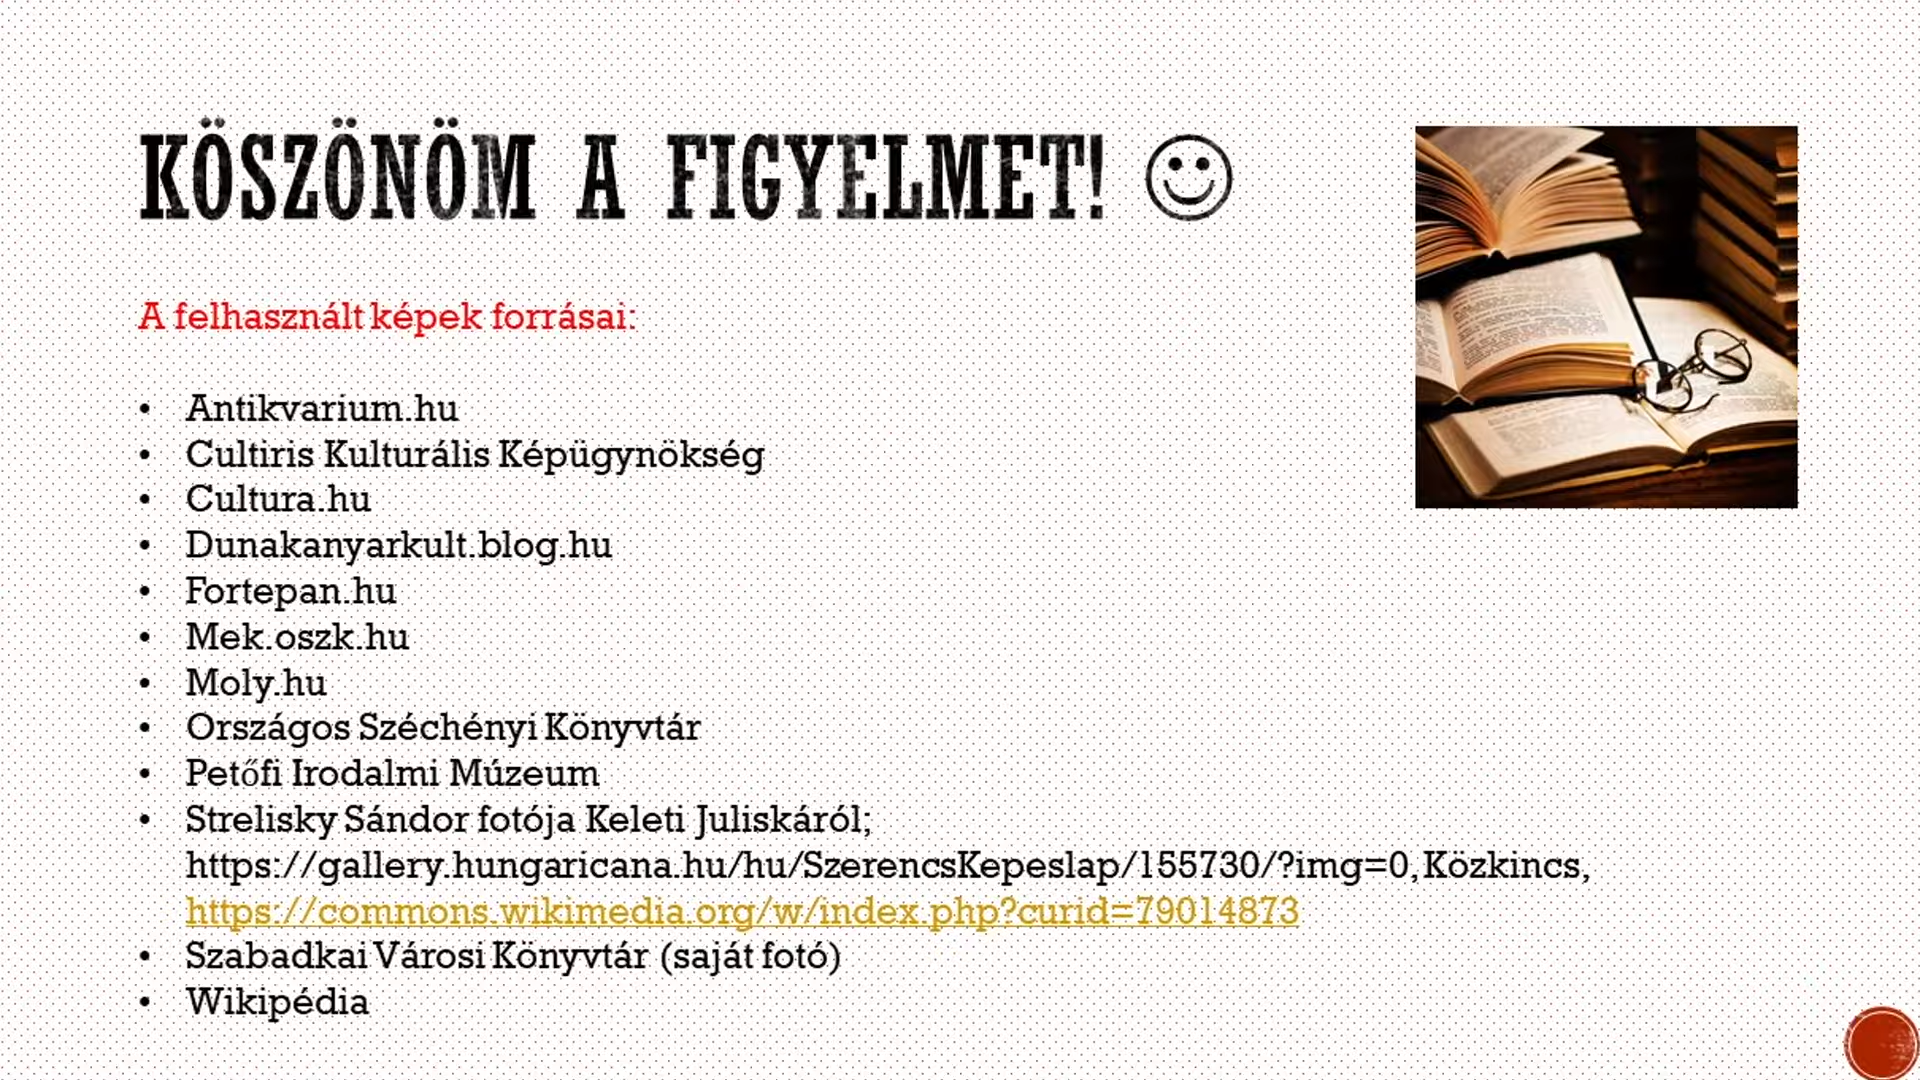 KÖSZÖNÖM A FIGYELMET! ☺
A felhasznált képek forrásai:
• Antikvarium.hu
• Cultiris Kulturális Képügynökség
• Cultura.hu
• Dunakanyarkult.blog.hu
• Fortepan.hu
• Mek.oszk.hu
• Moly.hu
• Országos Széchényi Könyvtár
• Petőfi Irodalmi Múzeum
• Strelisky Sándor fotója Keleti Juliskáról;
https://gallery.hungaricana.hu/hu/SzerencsKepeslap/155730/?img=0, Közkincs,
https://commons.wikimedia.org/w/index.php?curid=79014873
• Szabadkai Városi Könyvtár (saját fotó)
• Wikipédia